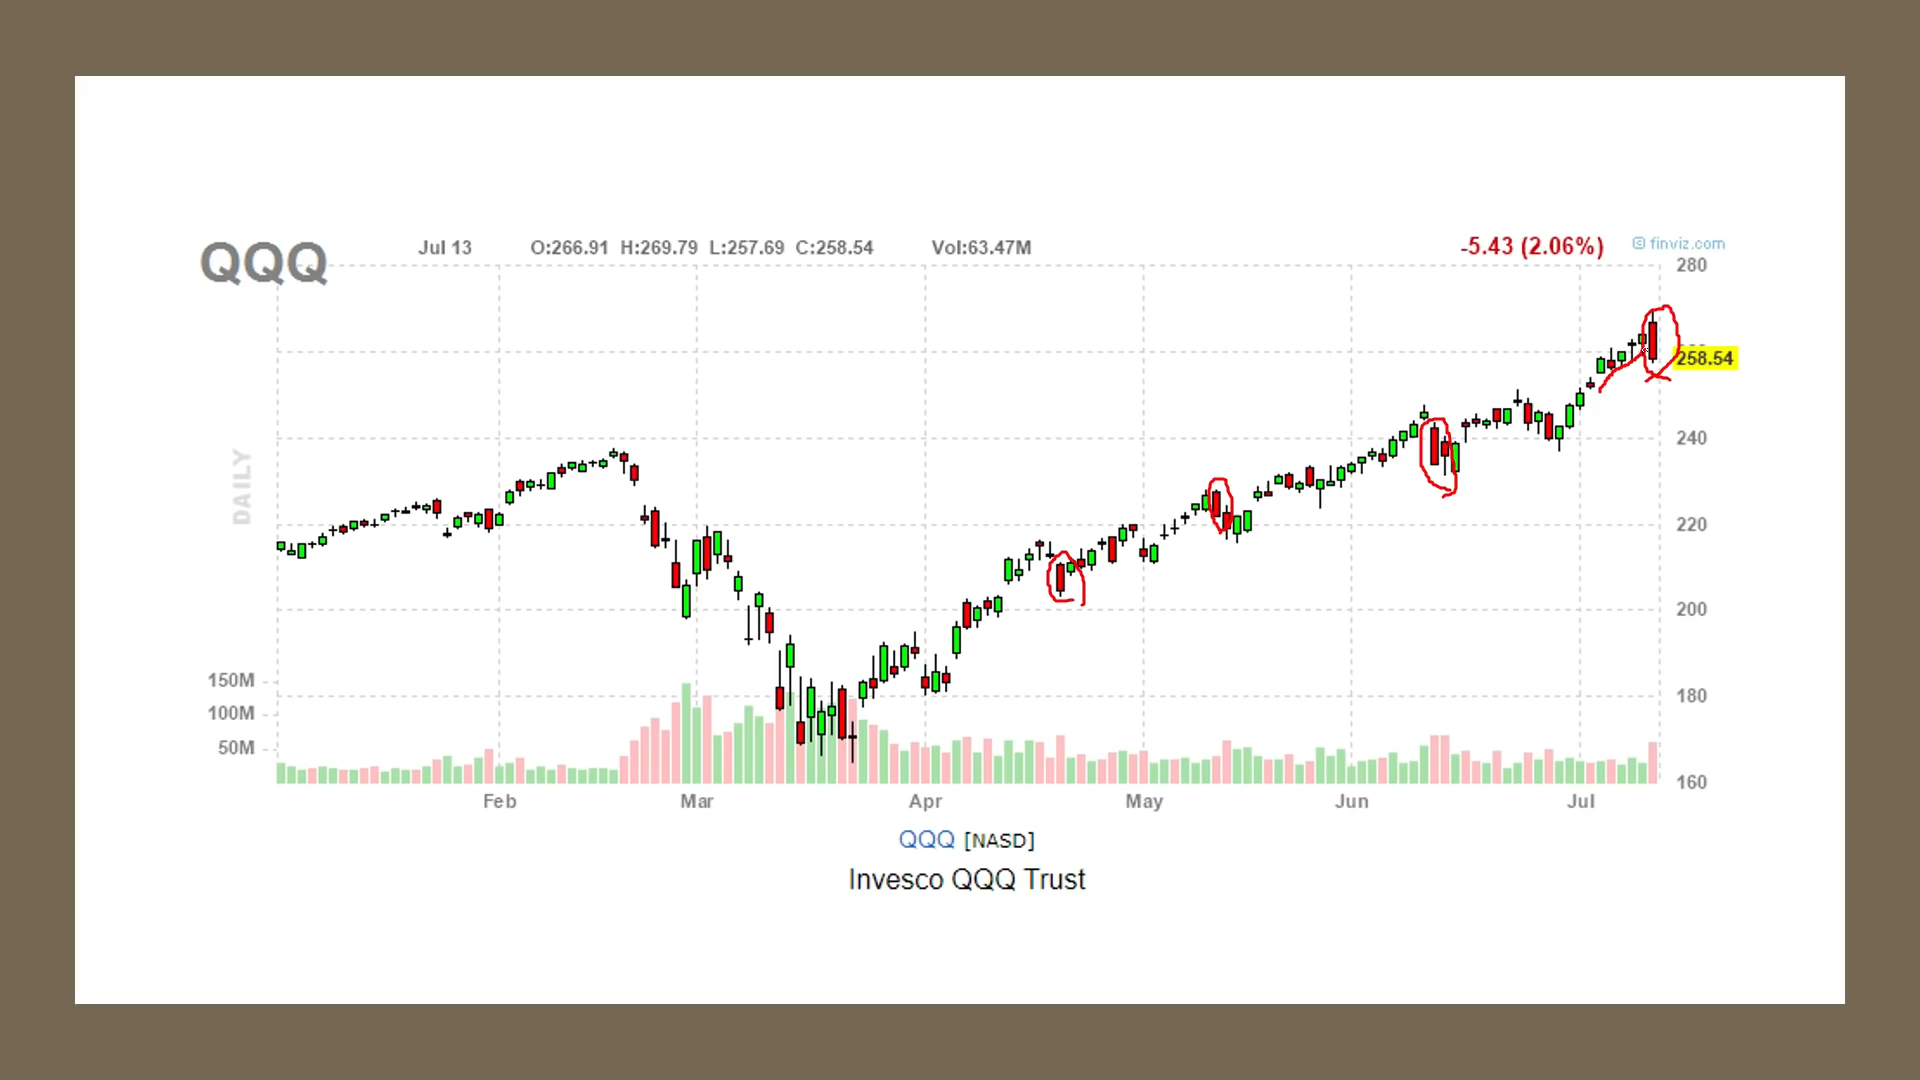 QQQ Jul 13 O:266.91 H:269.79 L:257.69 C:258.54 Vol:63.47M -5.43 (2.06%) finviz.com
280
258.54
240
220
200
180
160
DAILY
150M
100M
50M
Feb Mar Apr May Jun Jul
QQQ [NASD]
Invesco QQQ Trust